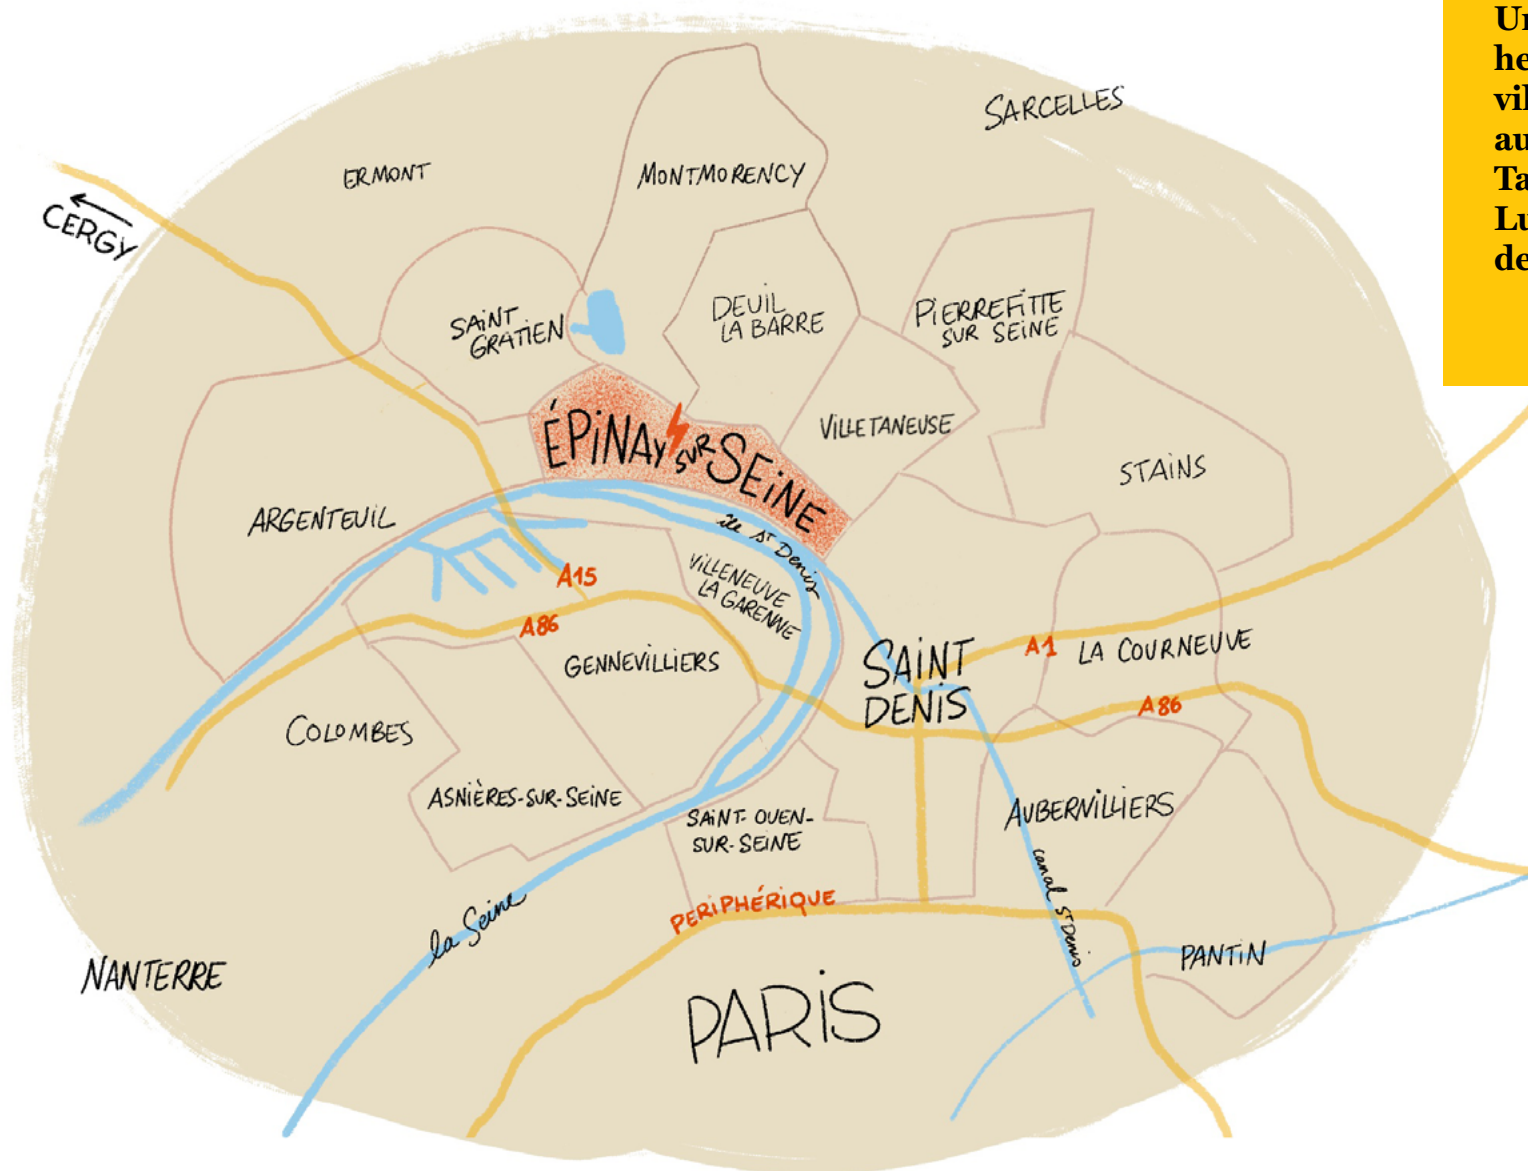 SARCELLES
ERMONT
MONTMORENCY
CERGY
SAINT
GRATIEN
DEUIL
LA BARRE
PIERREFITTE
SUR SEINE
ÉPINAY SUR SEINE
VILLETANEUSE
STAINS
ARGENTEUIL
île St Denis
VILLENEUVE
LA GARENNE
A15
A86
GENNEVILLIERS
SAINT
DENIS
A1
LA COURNEUVE
A86
COLOMBES
ASNIÈRES-SUR-SEINE
SAINT-OUEN-
SUR-SEINE
AUBERVILLIERS
canal St Denis
PERIPHÉRIQUE
la Seine
NANTERRE
PANTIN
PARIS